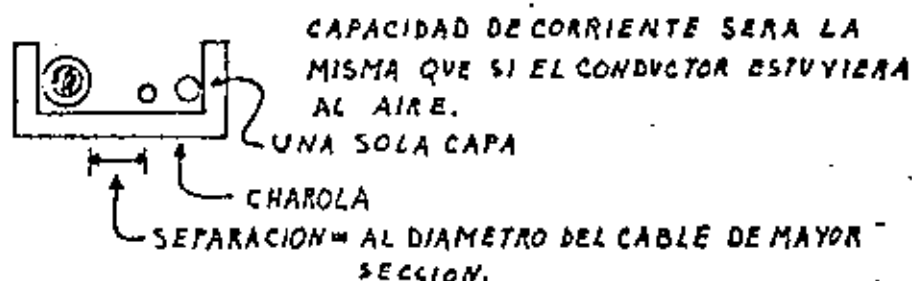 CAPACIDAD DE CORRIENTE SERA LA
MISMA QUE SI EL CONDUCTOR ESTUVIERA
AL AIRE.
UNA SOLA CAPA
CHAROLA
SEPARACION = AL DIAMETRO DEL CABLE DE MAYOR
SECCION.